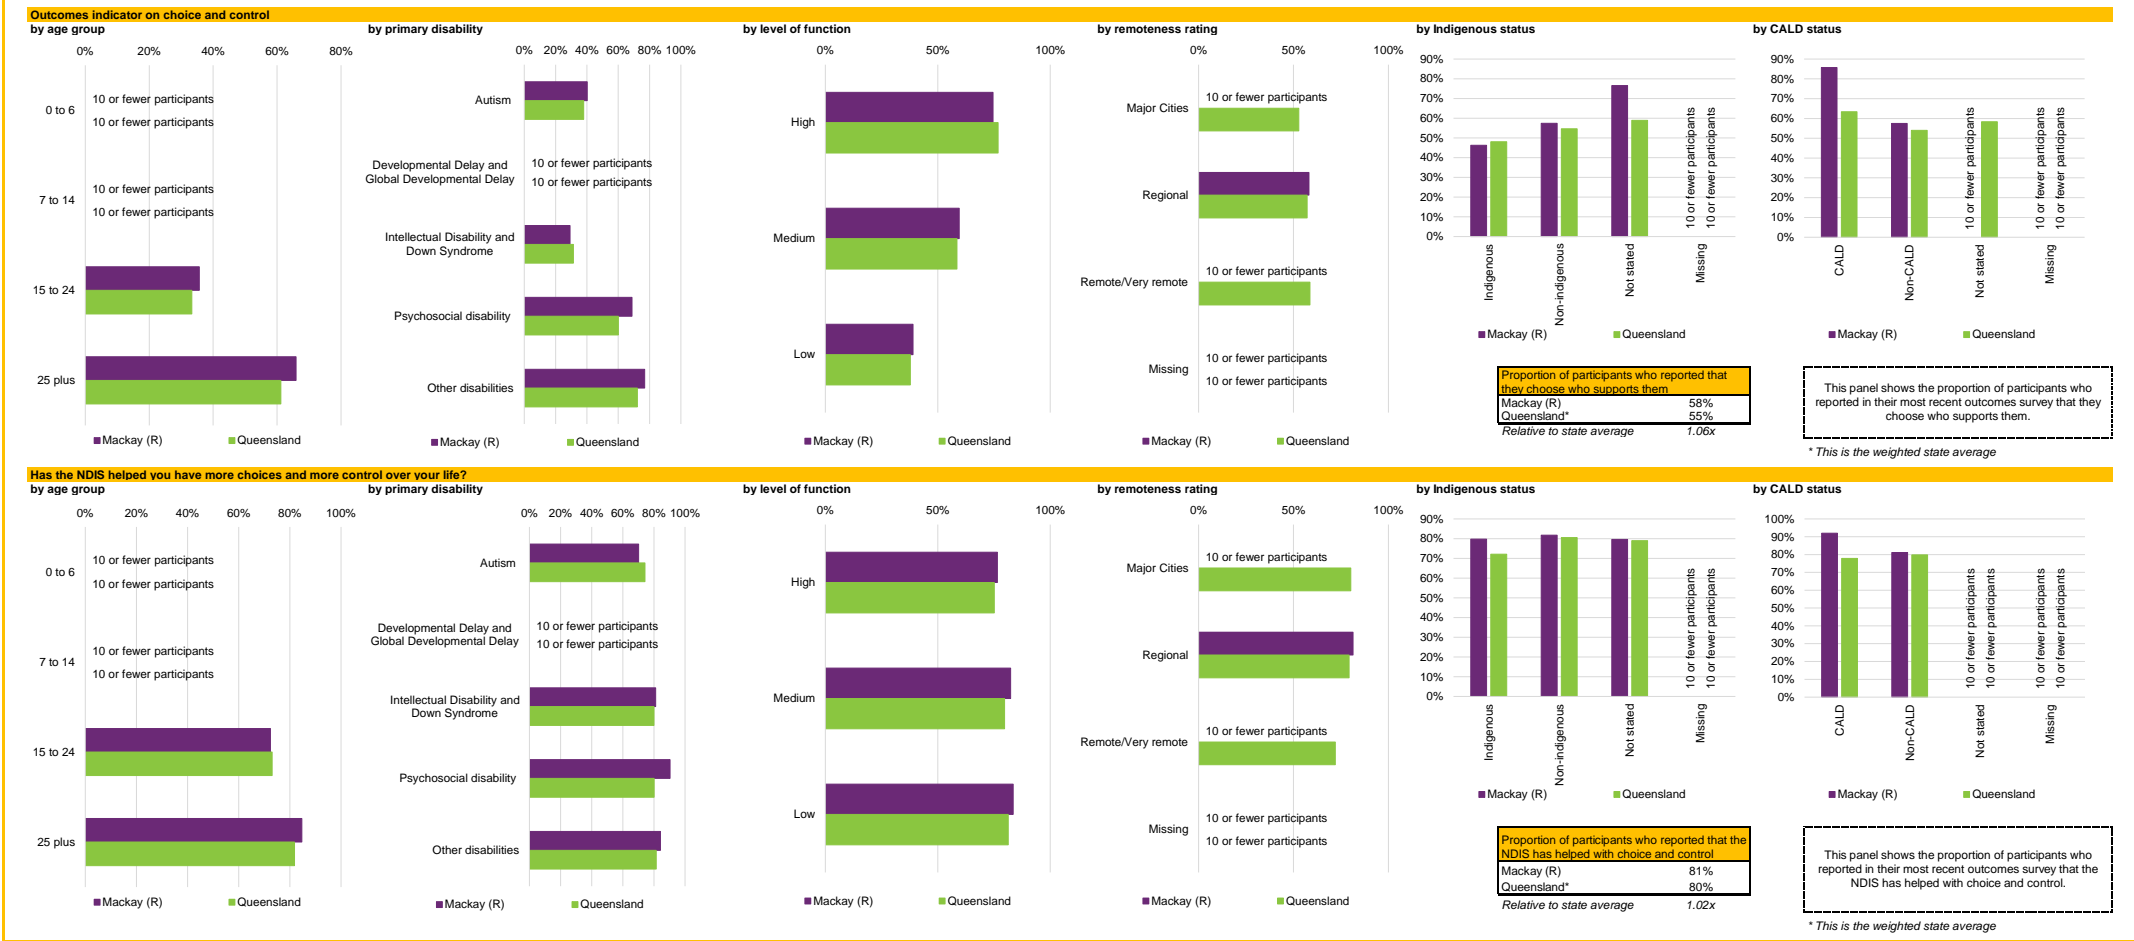 Outcomes indicator on choice and control
by age group
0% 20% 40% 60% 80%
0 to 6
10 or fewer participants
10 or fewer participants
7 to 14
10 or fewer participants
10 or fewer participants
15 to 24
25 plus
Mackay (R) Queensland
by primary disability
0% 20% 40% 60% 80% 100%
Autism
Developmental Delay and
Global Developmental Delay
10 or fewer participants
10 or fewer participants
Intellectual Disability and
Down Syndrome
Psychosocial disability
Other disabilities
Mackay (R) Queensland
by level of function
0% 50% 100%
High
Medium
Low
Mackay (R) Queensland
by remoteness rating
0% 50% 100%
Major Cities
10 or fewer participants
Regional
Remote/Very remote
10 or fewer participants
Missing
10 or fewer participants
10 or fewer participants
Mackay (R) Queensland
by Indigenous status
90%
80%
70%
60%
50%
40%
30%
20%
10%
0%
Indigenous
Non-indigenous
Not stated
Missing
10 or fewer participants
10 or fewer participants
Mackay (R) Queensland
Proportion of participants who reported that
they choose who supports them
Mackay (R) 58%
Queensland* 55%
Relative to state average 1.06x
by CALD status
90%
80%
70%
60%
50%
40%
30%
20%
10%
0%
CALD
Non-CALD
Not stated
Missing
10 or fewer participants
10 or fewer participants
10 or fewer participants
Mackay (R) Queensland
This panel shows the proportion of participants who
reported in their most recent outcomes survey that they
choose who supports them.
* This is the weighted state average
Has the NDIS helped you have more choices and more control over your life?
by age group
0% 20% 40% 60% 80% 100%
0 to 6
10 or fewer participants
10 or fewer participants
7 to 14
10 or fewer participants
10 or fewer participants
15 to 24
25 plus
Mackay (R) Queensland
by primary disability
0% 20% 40% 60% 80% 100%
Autism
Developmental Delay and
Global Developmental Delay
10 or fewer participants
10 or fewer participants
Intellectual Disability and
Down Syndrome
Psychosocial disability
Other disabilities
Mackay (R) Queensland
by level of function
0% 50% 100%
High
Medium
Low
Mackay (R) Queensland
by remoteness rating
0% 50% 100%
Major Cities
10 or fewer participants
Regional
Remote/Very remote
10 or fewer participants
Missing
10 or fewer participants
10 or fewer participants
Mackay (R) Queensland
by Indigenous status
90%
80%
70%
60%
50%
40%
30%
20%
10%
0%
Indigenous
Non-indigenous
Not stated
Missing
10 or fewer participants
10 or fewer participants
Mackay (R) Queensland
Proportion of participants who reported that the
NDIS has helped with choice and control
Mackay (R) 81%
Queensland* 80%
Relative to state average 1.02x
by CALD status
100%
90%
80%
70%
60%
50%
40%
30%
20%
10%
0%
CALD
Non-CALD
Not stated
Missing
10 or fewer participants
10 or fewer participants
10 or fewer participants
10 or fewer participants
Mackay (R) Queensland
This panel shows the proportion of participants who
reported in their most recent outcomes survey that the
NDIS has helped with choice and control.
* This is the weighted state average